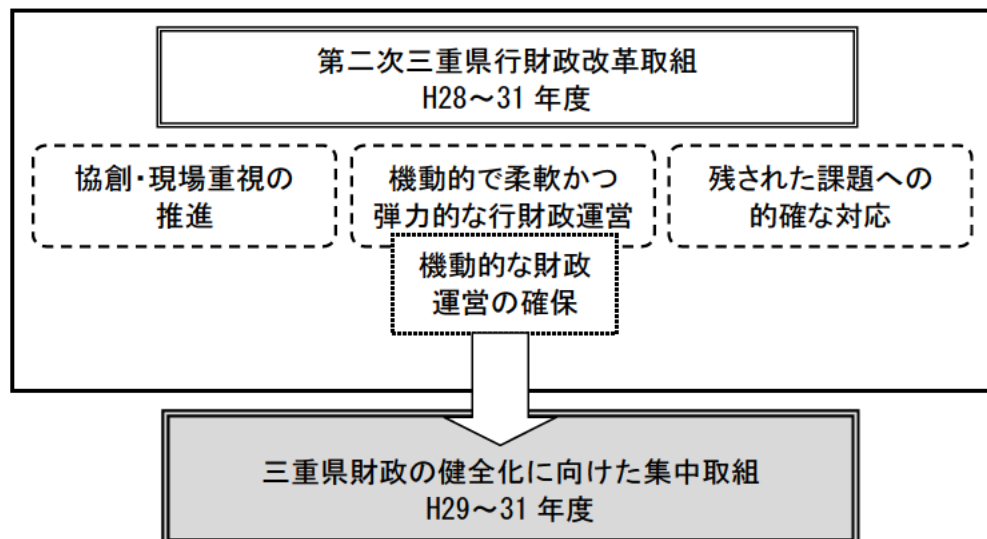 第二次三重県行財政改革取組
H28～31 年度
協創・現場重視の
推進
機動的で柔軟かつ
弾力的な行財政運営
残された課題への
的確な対応
機動的な財政
運営の確保
三重県財政の健全化に向けた集中取組
H29～31 年度